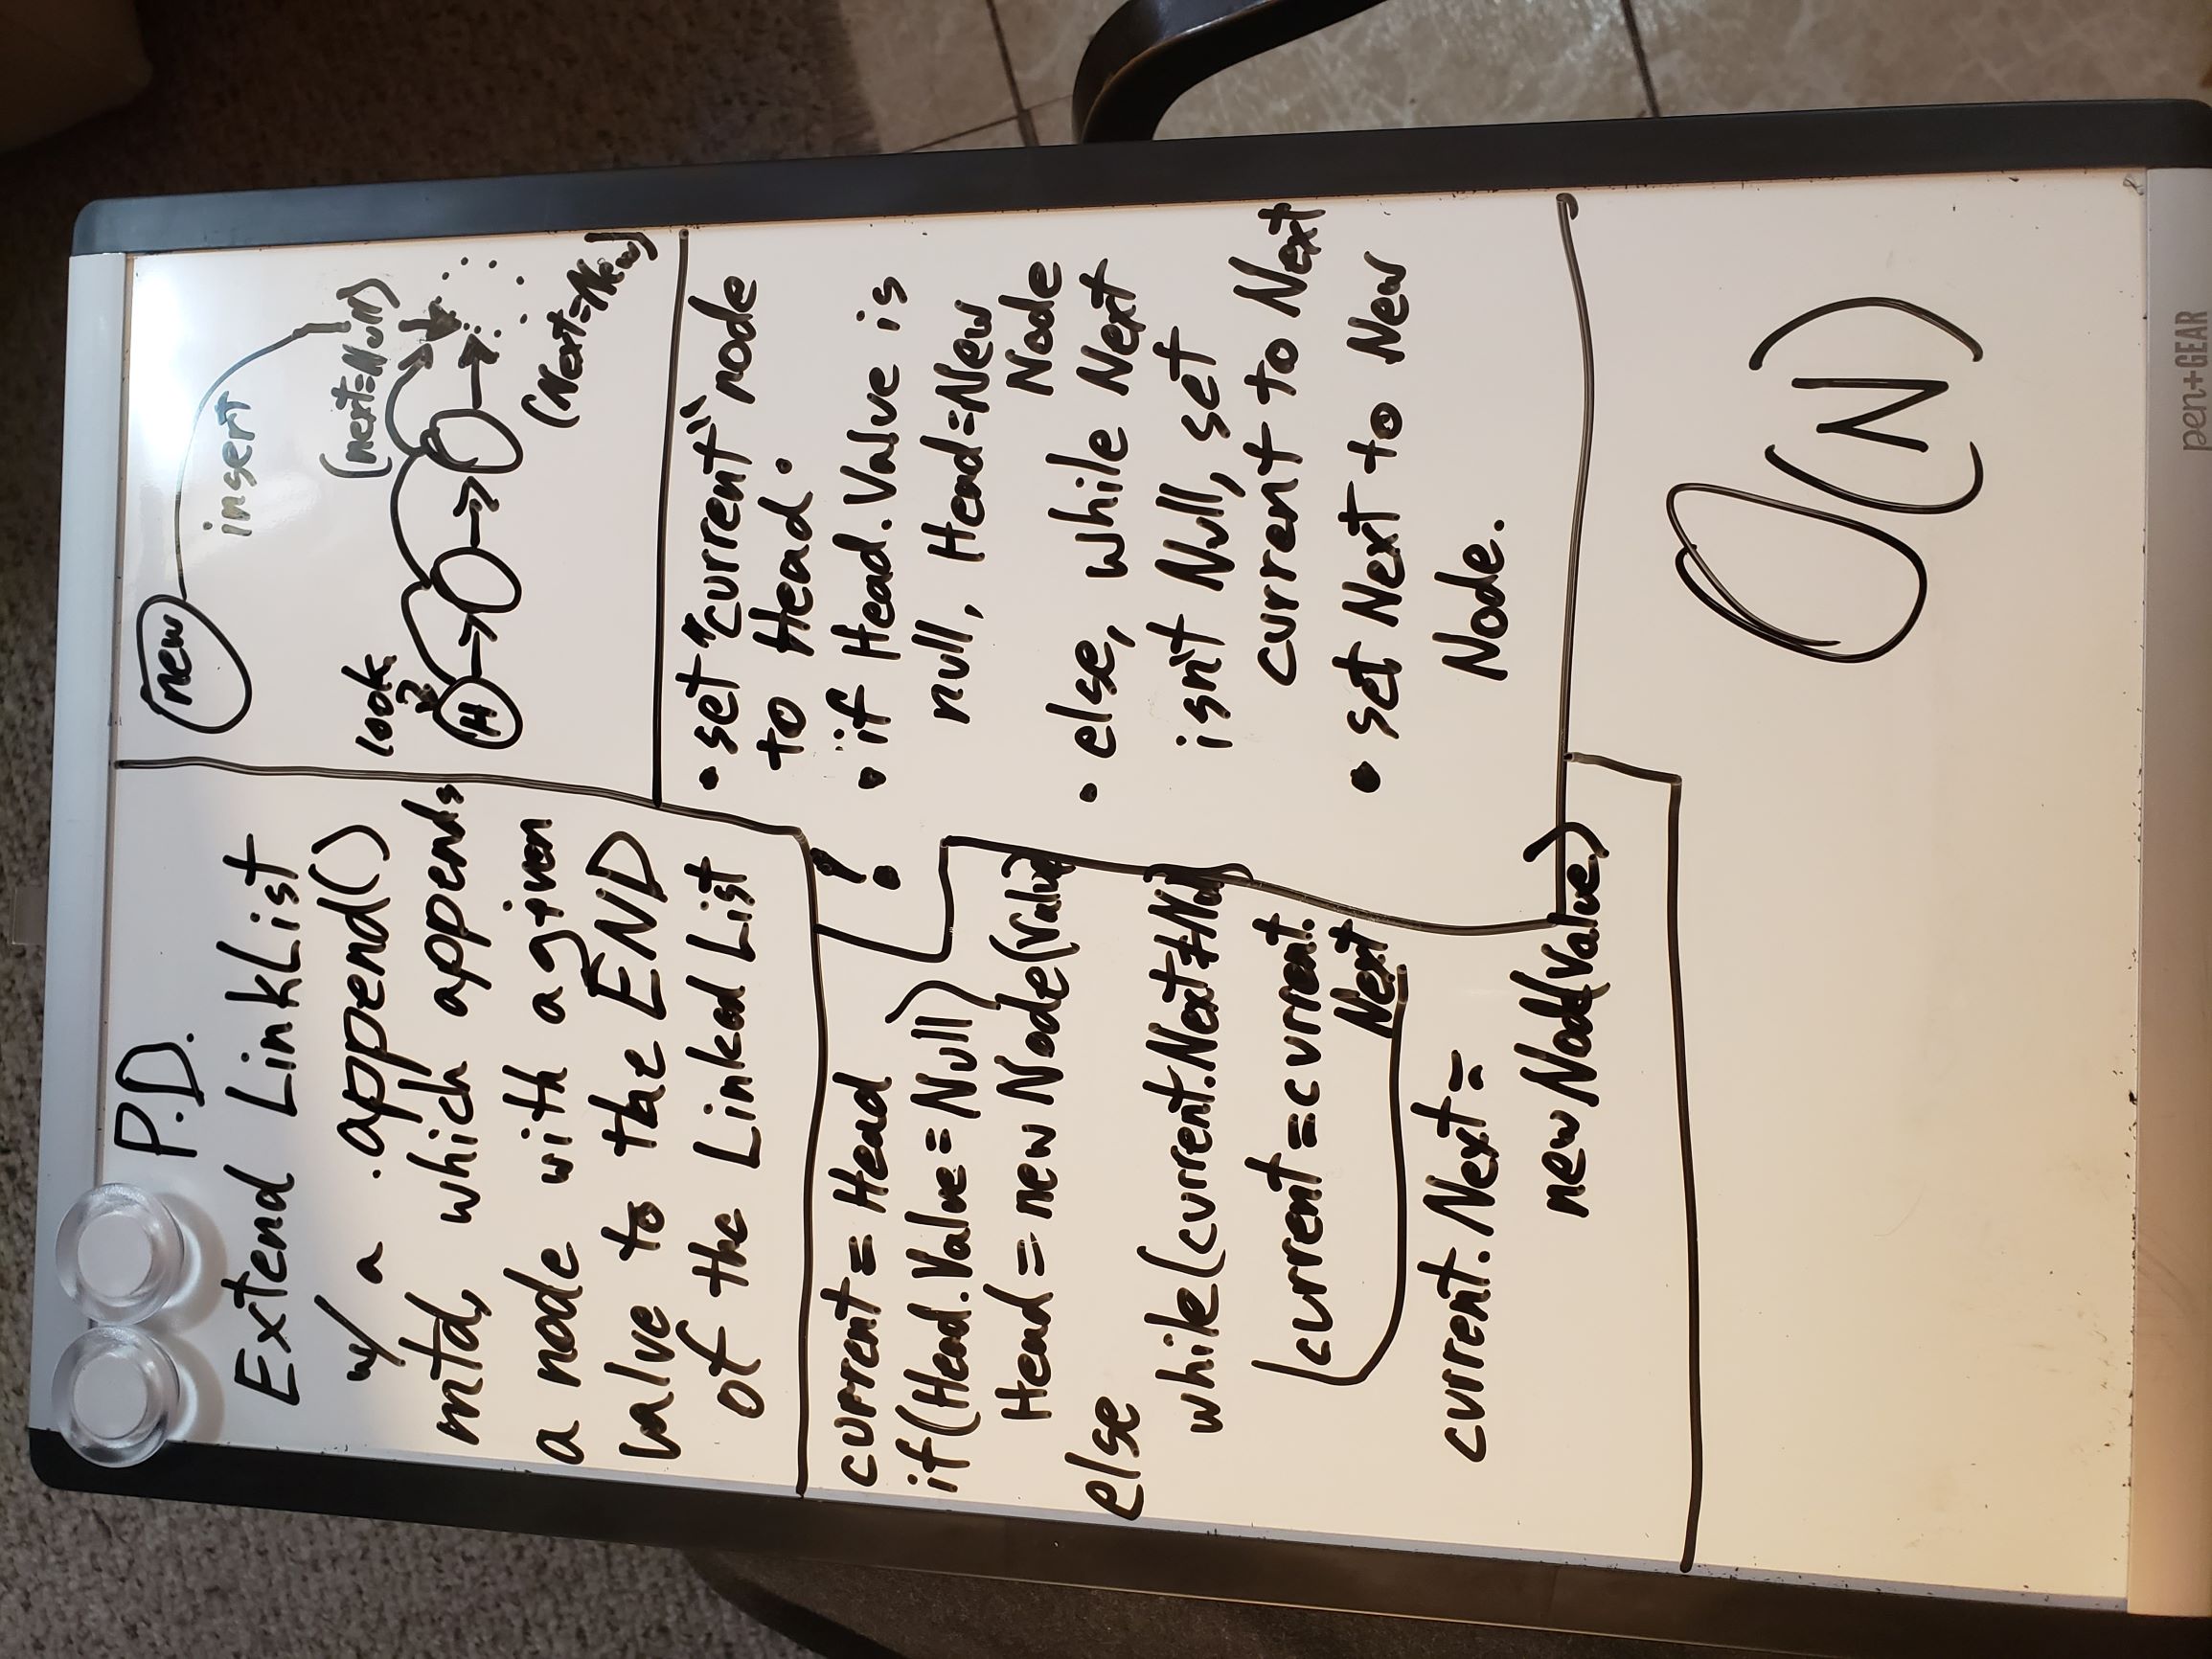 P.D.
Extend LinkList
w/ a .append()
mtd, which appends
a node with a given
value to the END
of the Linked List
new
insert
(next=Null)
look
H
(Next=New)
• set "current" node
to Head.
• if Head.Value is
null, Head=New
Node
• else, while Next
isn't Null, set
current to Next
• set Next to New
Node.
!
current = Head
if(Head.Value = Null)
Head = new Node(Value)
else
while(current.Next ≠ Nul)
current = current.
Next
current.Next =
new Node(Value)
O(N)
pen+GEAR